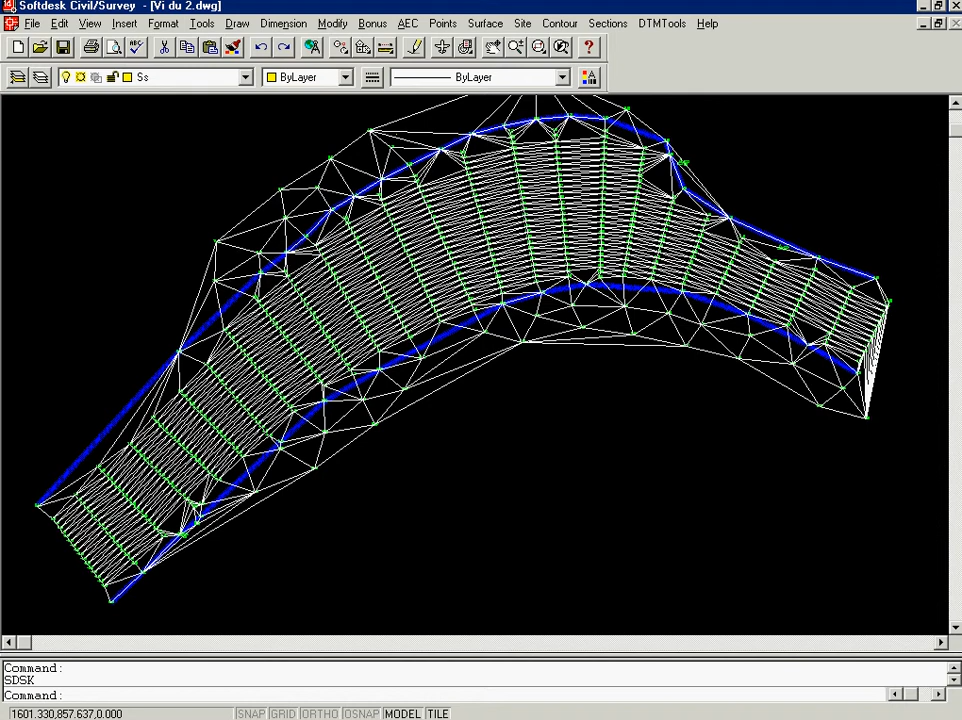 Softdesk Civil/Survey - [Vi du 2.dwg]
File Edit View Insert Format Tools Draw Dimension Modify Bonus AEC Points Surface Site Contour Sections DTMTools Help
Ss ByLayer ByLayer
Command:
SDSK
Command:
1601.330,857.637,0.000 SNAP GRID ORTHO OSNAP MODEL TILE